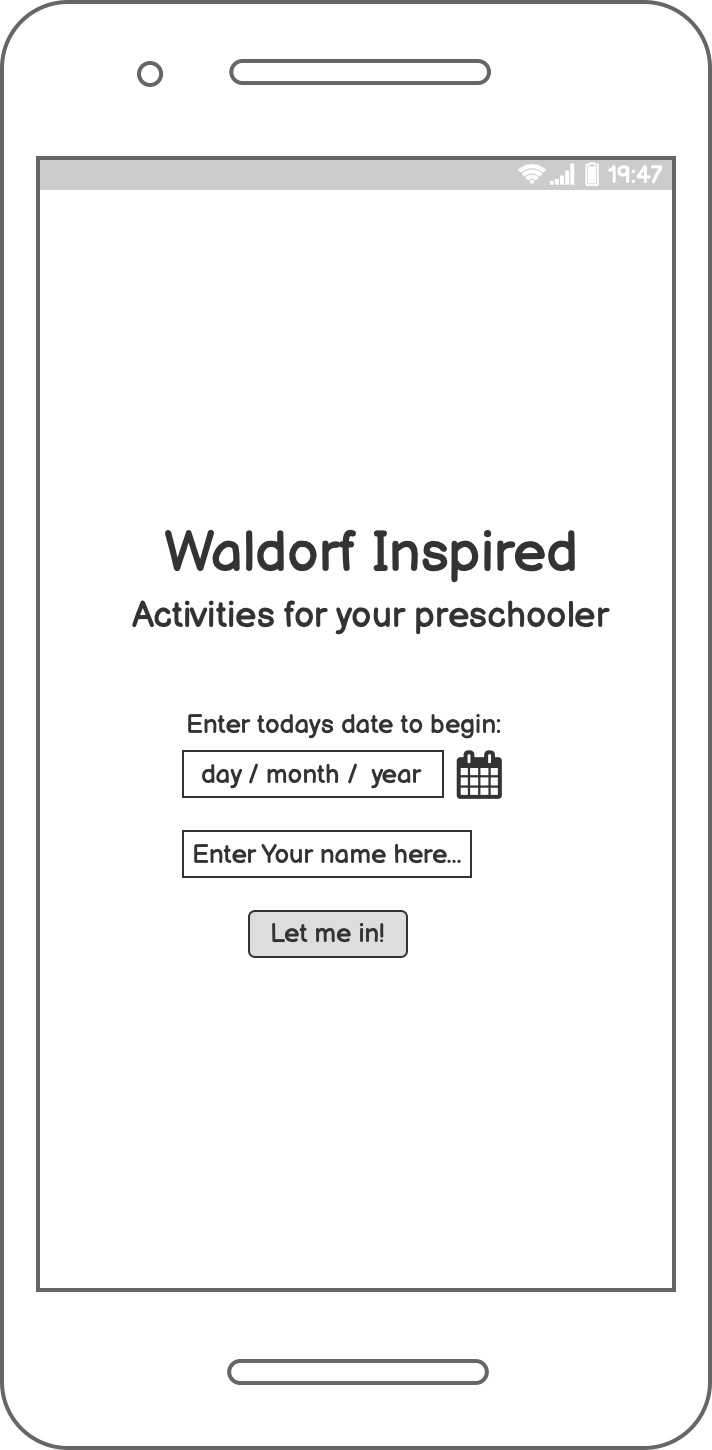 19:47
Waldorf Inspired
Activities for your preschooler
Enter todays date to begin:
day / month / year
Enter Your name here...
Let me in!